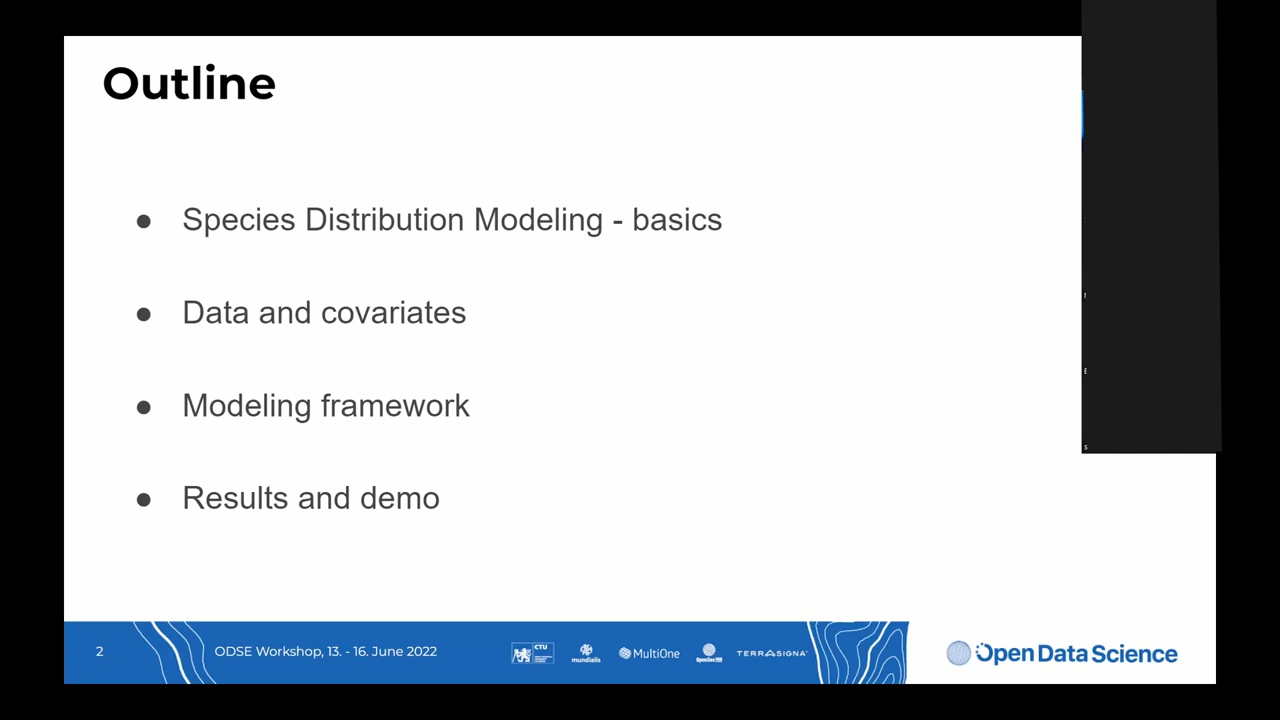 Outline
● Species Distribution Modeling - basics
● Data and covariates
● Modeling framework
● Results and demo
2
ODSE Workshop, 13. - 16. June 2022
CTU
mundialis
MultiOne
OpenGeoHub
TERRASIGNA
Open Data Science